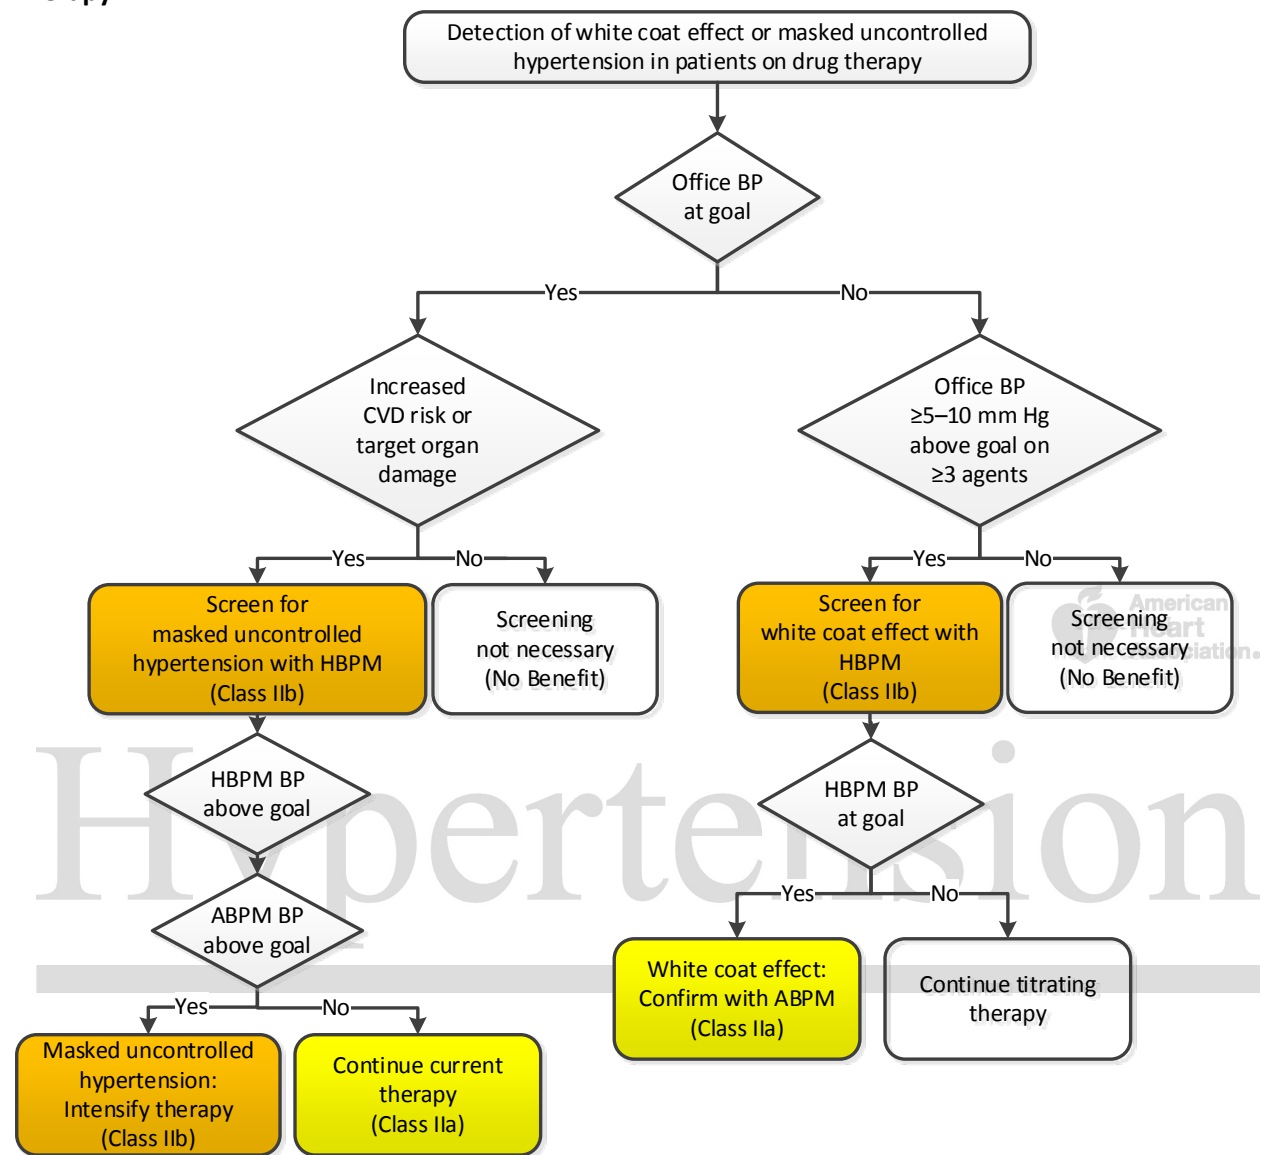 Detection of white coat effect or masked uncontrolled
hypertension in patients on drug therapy
Office BP
at goal
Yes
No
Increased
CVD risk or
target organ
damage
Office BP
≥5–10 mm Hg
above goal on
≥3 agents
Yes
No
Yes
No
Screen for
masked uncontrolled
hypertension with HBPM
(Class IIb)
Screening
not necessary
(No Benefit)
Screen for
white coat effect with
HBPM
(Class IIb)
Screening
not necessary
(No Benefit)
American
Heart
Association.
Hypertension
HBPM BP
above goal
HBPM BP
at goal
ABPM BP
above goal
Yes
No
White coat effect:
Confirm with ABPM
(Class IIa)
Continue titrating
therapy
Yes
No
Masked uncontrolled
hypertension:
Intensify therapy
(Class IIb)
Continue current
therapy
(Class IIa)